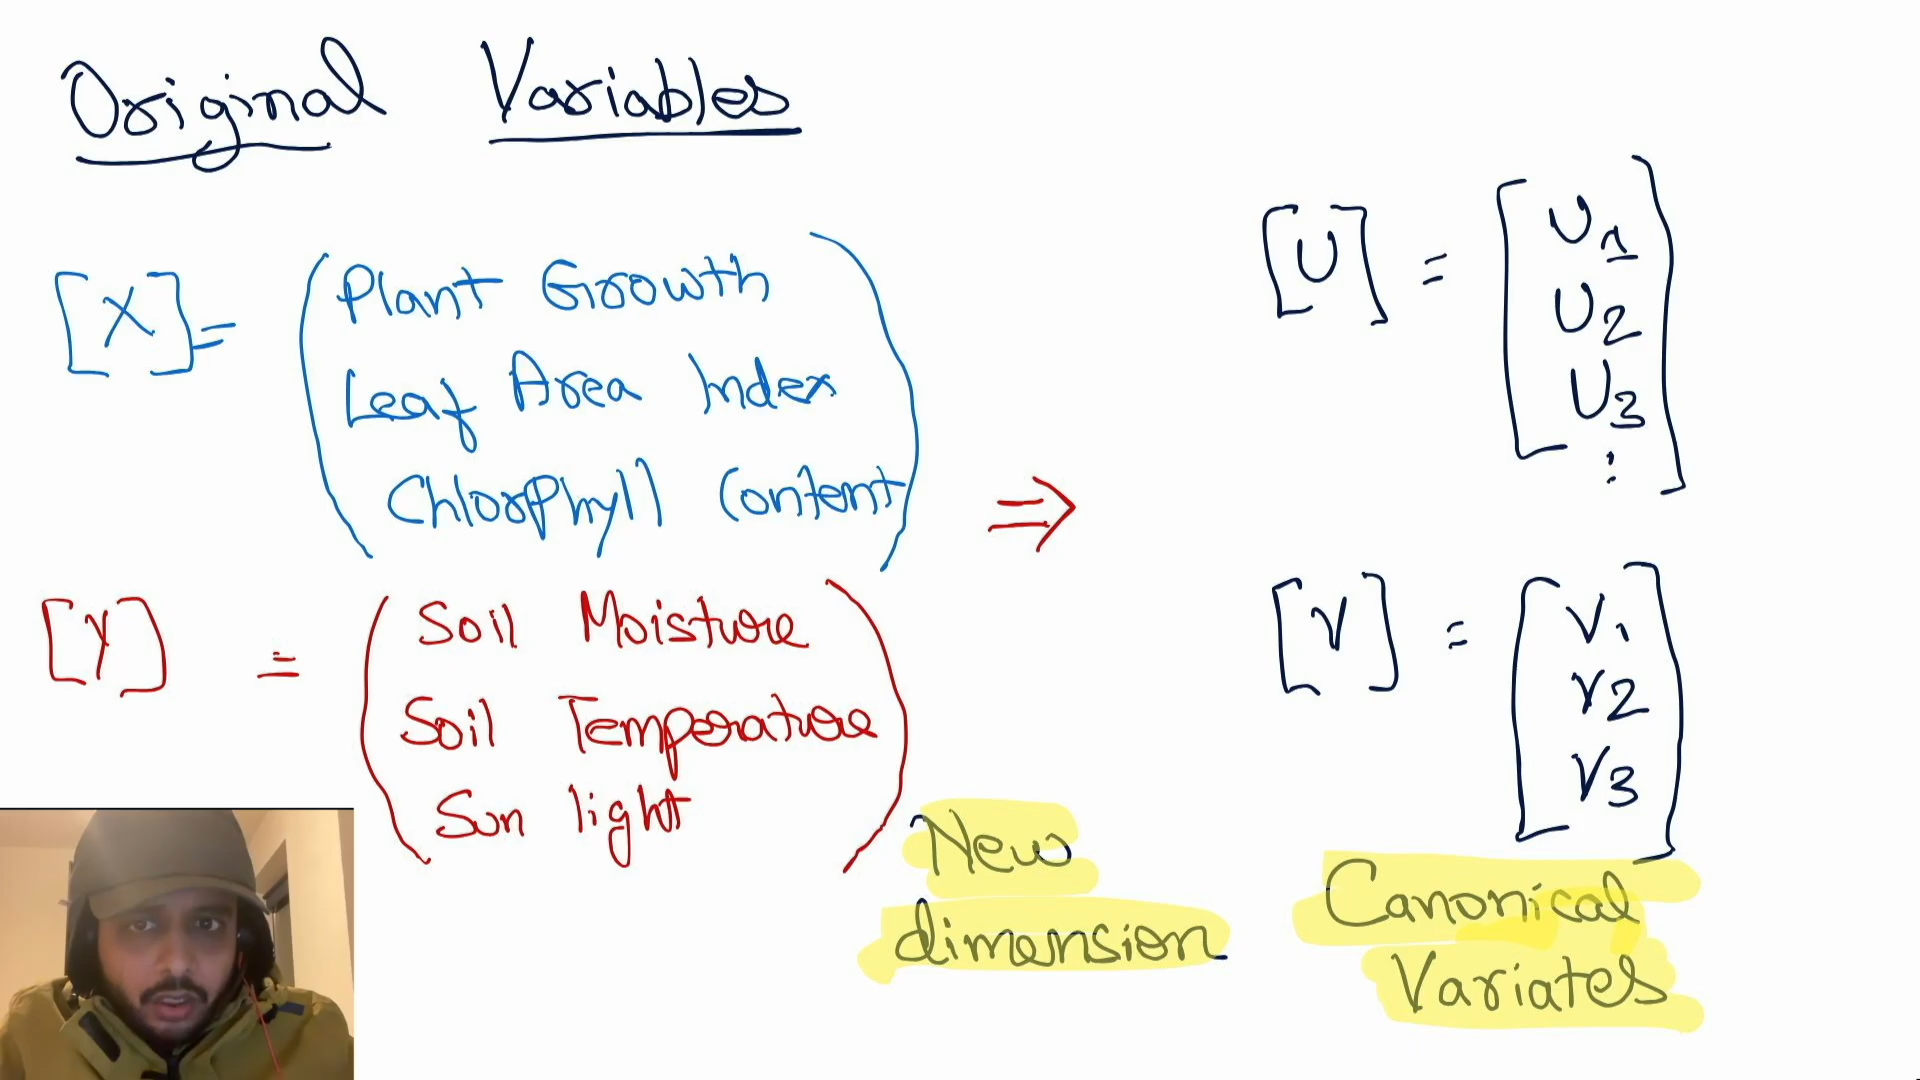 Original Variables
[X] =
Plant Growth
Leaf Area Index
Chlorphyll Content
⇒
[Y] =
Soil Moisture
Soil Temperature
Sun light
[U] =
U1
U2
U3
⋮
[V] =
V1
V2
V3
New
dimension
Canonical
Variates